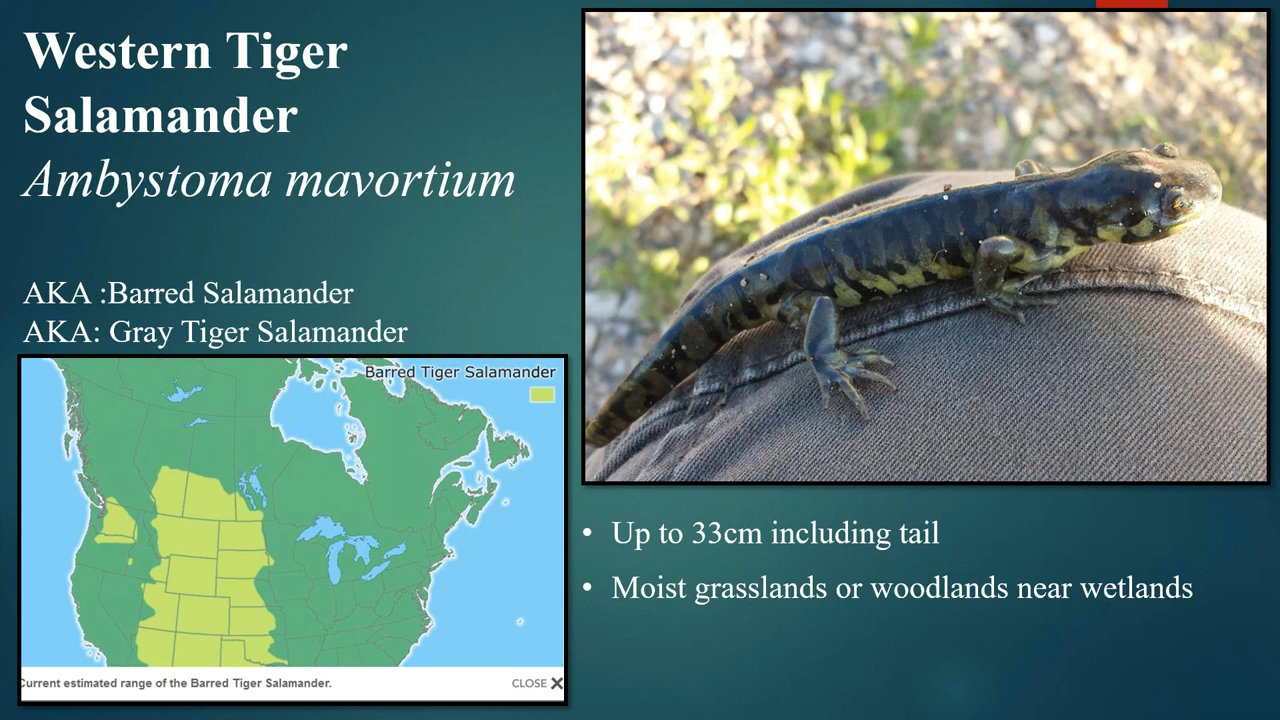 Western Tiger
Salamander
Ambystoma mavortium
AKA :Barred Salamander
AKA: Gray Tiger Salamander
Barred Tiger Salamander
Current estimated range of the Barred Tiger Salamander.
CLOSE X
• Up to 33cm including tail
• Moist grasslands or woodlands near wetlands